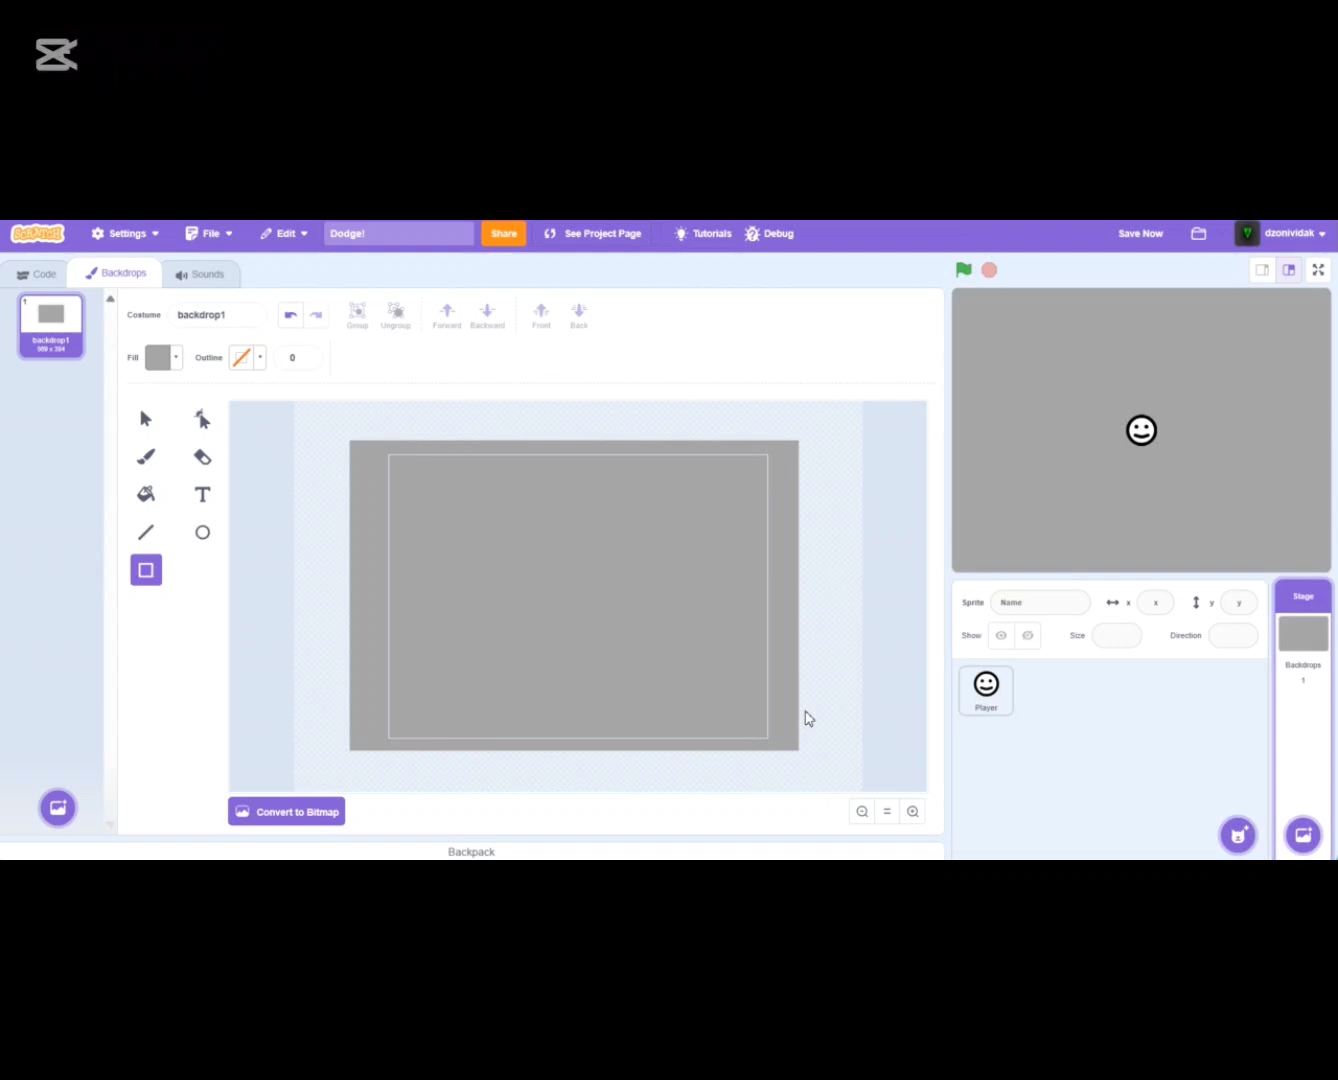 SCRATCH Settings File Edit Dodge! Share See Project Page Tutorials Debug Save Now dzonividak
Code Backdrops Sounds
1
backdrop1
Costume backdrop1 Group Ungroup Forward Backward Front Back
Fill Outline 0
T
Convert to Bitmap
Backpack
Sprite Name x x y y
Show Size Direction
Player
Stage
Backdrops
1